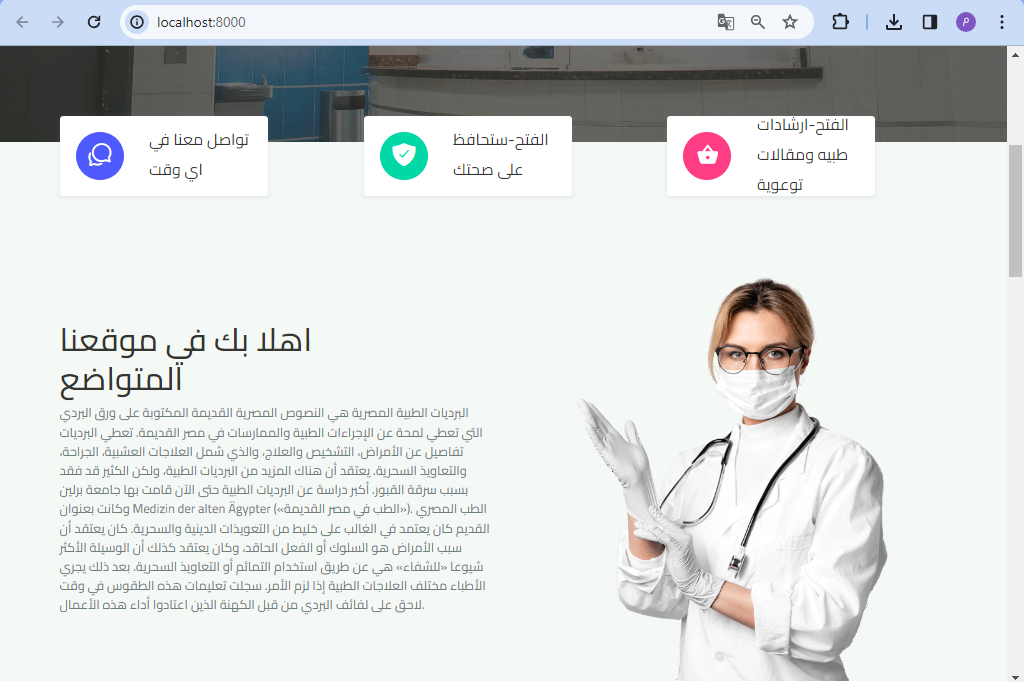 localhost:8000
تواصل معنا في
اي وقت
الفتح-ستحافظ
على صحتك
الفتح-ارشادات
طبيه ومقالات
توعوية
اهلا بك في موقعنا
المتواضع
البرديات الطبية المصرية هي النصوص المصرية القديمة المكتوبة على ورق البردي
التي تعطي لمحة عن الإجراءات الطبية والممارسات في مصر القديمة. تعطي البرديات
تفاصيل عن الأمراض، التشخيص والعلاج، والذي شمل العلاجات العشبية، الجراحة،
والتعاويذ السحرية. يعتقد أن هناك المزيد من البرديات الطبية، ولكن الكثير قد فقد
بسبب سرقة القبور. أكبر دراسة عن البرديات الطبية حتى الآن قامت بها جامعة برلين
وكانت بعنوان Medizin der alten Ägypter («الطب في مصر القديمة»). الطب المصري
القديم كان يعتمد في الغالب على خليط من التعويذات الدينية والسحرية. كان يعتقد أن
سبب الأمراض هو السلوك أو الفعل الحاقد، وكان يعتقد كذلك أن الوسيلة الأكثر
شيوعا «للشفاء» هي عن طريق استخدام التمائم أو التعاويذ السحرية. بعد ذلك يجري
الأطباء مختلف العلاجات الطبية إذا لزم الأمر. سجلت تعليمات هذه الطقوس في وقت
لاحق على لفائف البردي من قبل الكهنة الذين اعتادوا أداء هذه الأعمال.